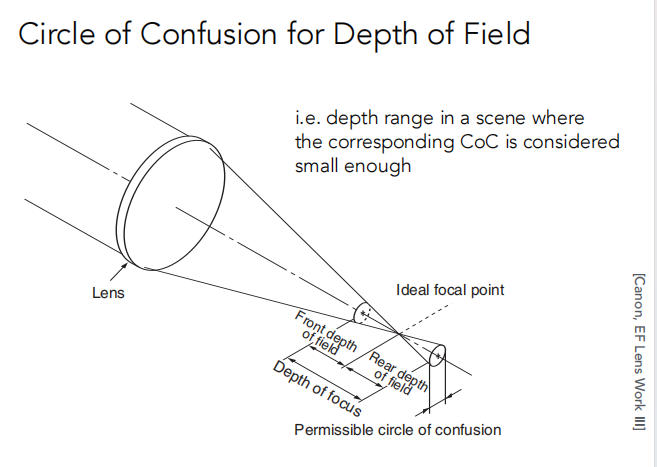 Circle of Confusion for Depth of Field
i.e. depth range in a scene where
the corresponding CoC is considered
small enough
Lens
Ideal focal point
Front depth
of field
Rear depth
of field
Depth of focus
Permissible circle of confusion
[Canon, EF Lens Work III]